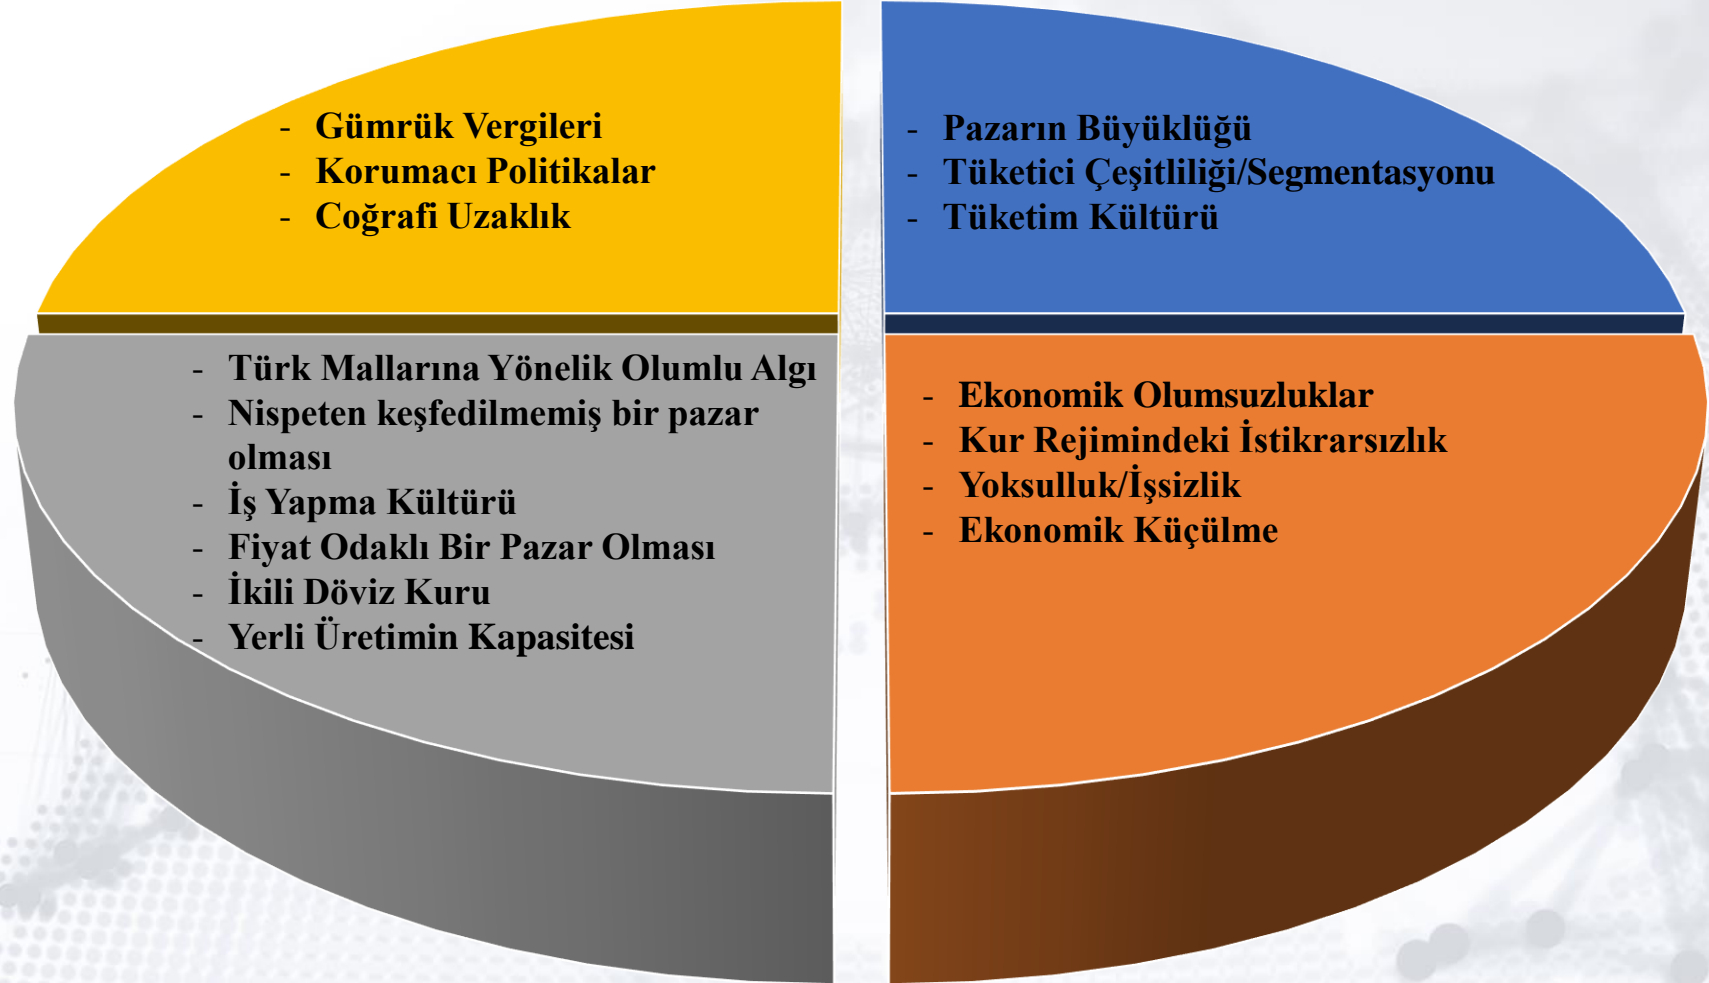 - Gümrük Vergileri
- Korumacı Politikalar
- Coğrafi Uzaklık
- Pazarın Büyüklüğü
- Tüketici Çeşitliliği/Segmentasyonu
- Tüketim Kültürü
- Türk Mallarına Yönelik Olumlu Algı
- Nispeten keşfedilmemiş bir pazar
olması
- İş Yapma Kültürü
- Fiyat Odaklı Bir Pazar Olması
- İkili Döviz Kuru
- Yerli Üretimin Kapasitesi
- Ekonomik Olumsuzluklar
- Kur Rejimindeki İstikrarsızlık
- Yoksulluk/İşsizlik
- Ekonomik Küçülme